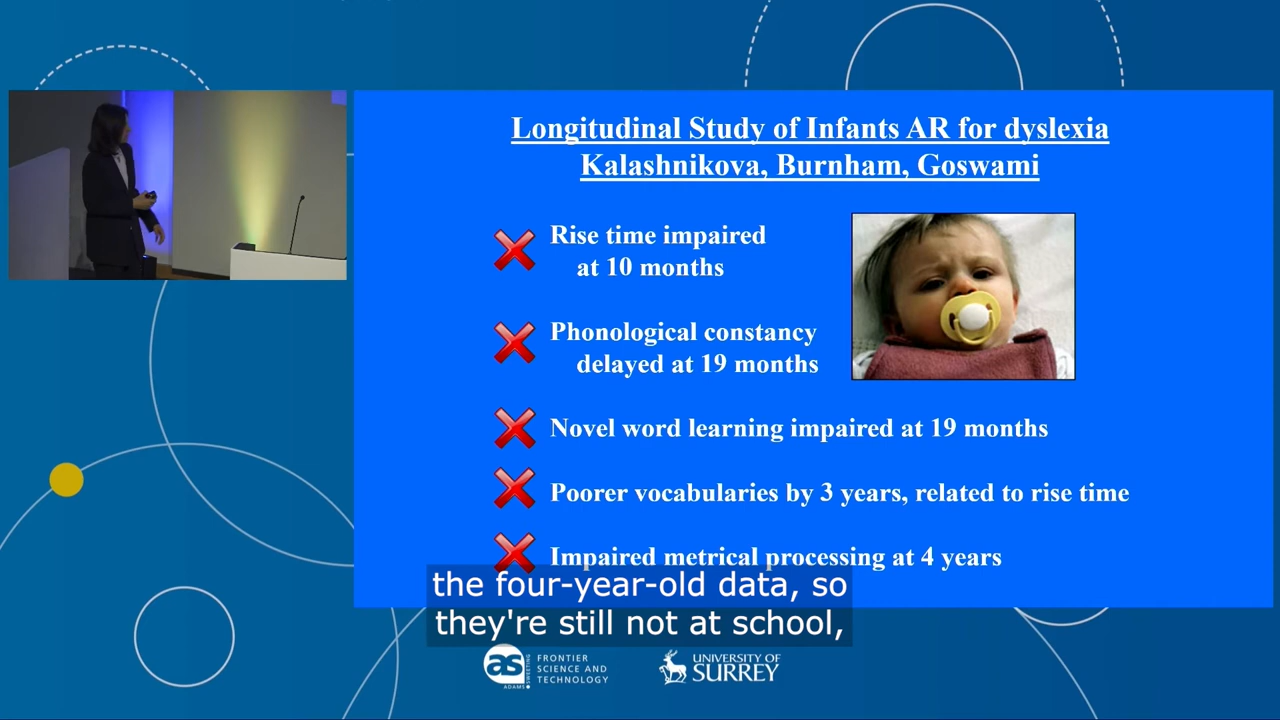 Longitudinal Study of Infants AR for dyslexia
Kalashnikova, Burnham, Goswami
Rise time impaired
at 10 months
Phonological constancy
delayed at 19 months
Novel word learning impaired at 19 months
Poorer vocabularies by 3 years, related to rise time
Impaired metrical processing at 4 years
the four-year-old data, so
they're still not at school,
as
ADAMS
SWEETING
FRONTIER
SCIENCE AND
TECHNOLOGY
UNIVERSITY OF
SURREY